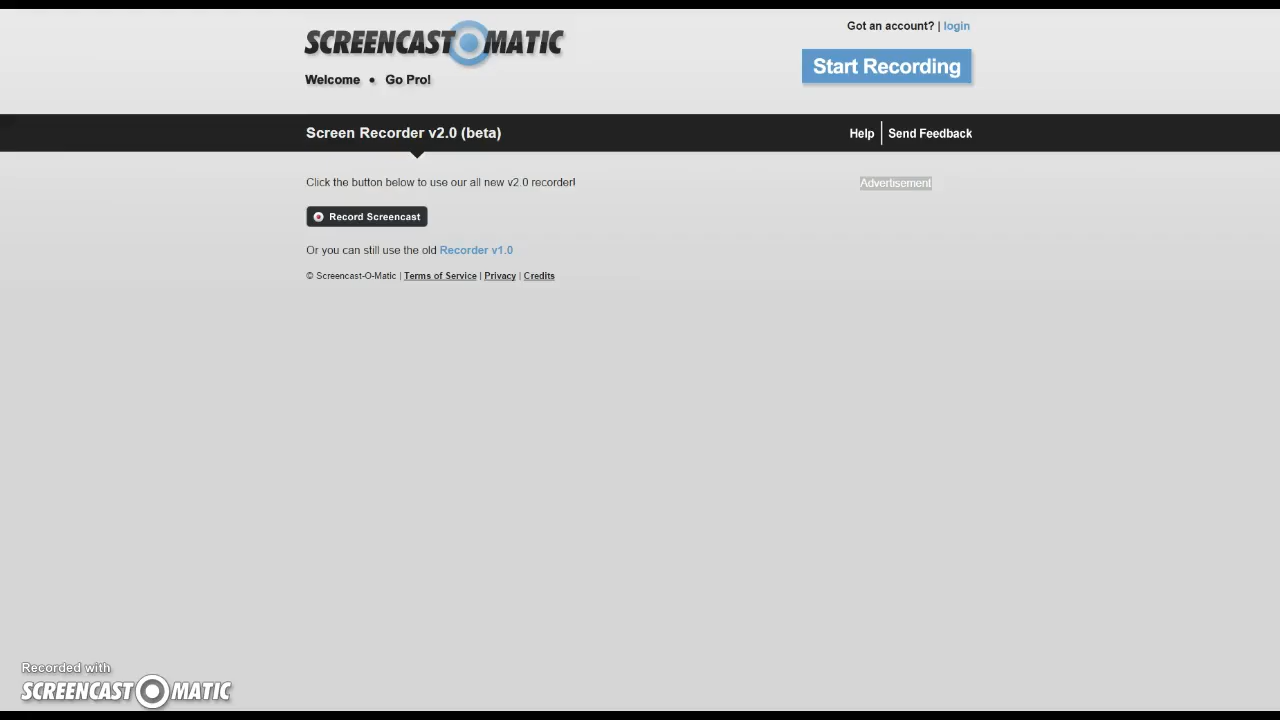 SCREENCAST O MATIC
Got an account? | login
Start Recording
Welcome • Go Pro!
Screen Recorder v2.0 (beta)
Help | Send Feedback
Click the button below to use our all new v2.0 recorder!
Advertisement
Record Screencast
Or you can still use the old Recorder v1.0
© Screencast-O-Matic | Terms of Service | Privacy | Credits
Recorded with
SCREENCAST O MATIC